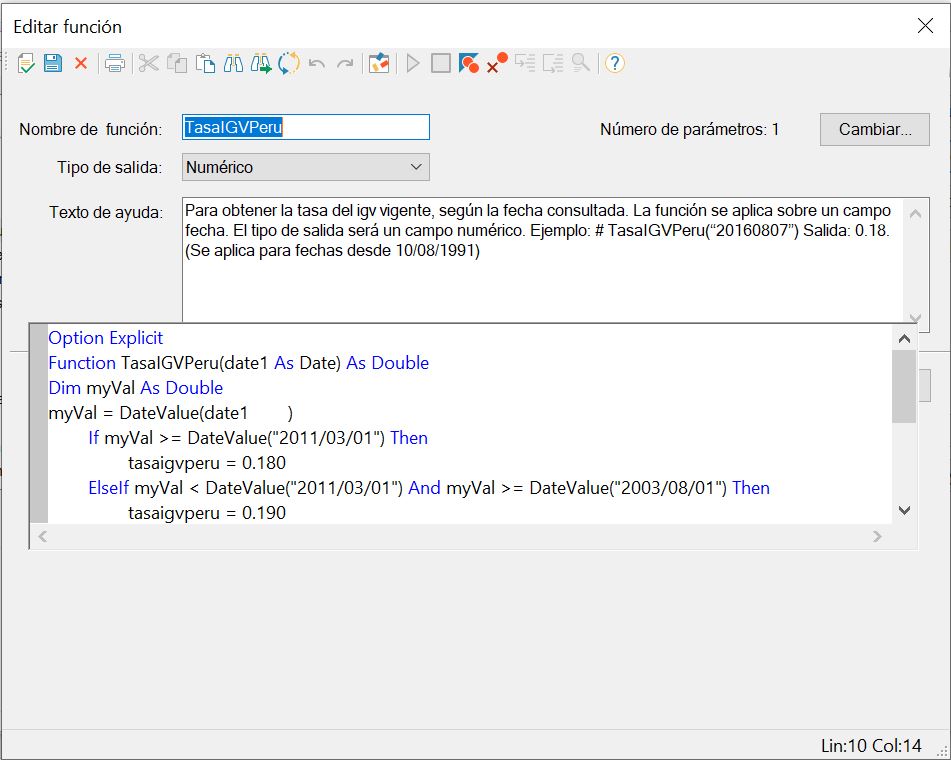 Editar función
Nombre de función: TasaIGVPeru Número de parámetros: 1 Cambiar...
Tipo de salida: Numérico
Texto de ayuda: Para obtener la tasa del igv vigente, según la fecha consultada. La función se aplica sobre un campo
fecha. El tipo de salida será un campo numérico. Ejemplo: # TasaIGVPeru(“20160807”) Salida: 0.18.
(Se aplica para fechas desde 10/08/1991)
Option Explicit
Function TasaIGVPeru(date1 As Date) As Double
Dim myVal As Double
myVal = DateValue(date1 )
If myVal >= DateValue("2011/03/01") Then
tasaigvperu = 0.180
ElseIf myVal < DateValue("2011/03/01") And myVal >= DateValue("2003/08/01") Then
tasaigvperu = 0.190
Lin:10 Col:14